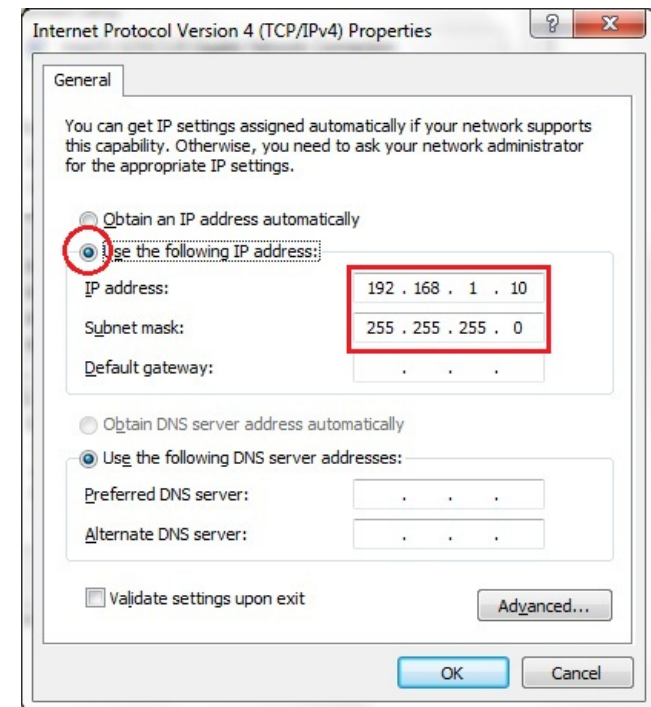 Internet Protocol Version 4 (TCP/IPv4) Properties
General
You can get IP settings assigned automatically if your network supports
this capability. Otherwise, you need to ask your network administrator
for the appropriate IP settings.
Obtain an IP address automatically
Use the following IP address:
IP address: 192 . 168 . 1 . 10
Subnet mask: 255 . 255 . 255 . 0
Default gateway: . . .
Obtain DNS server address automatically
Use the following DNS server addresses:
Preferred DNS server: . . .
Alternate DNS server: . . .
Validate settings upon exit
Advanced...
OK Cancel